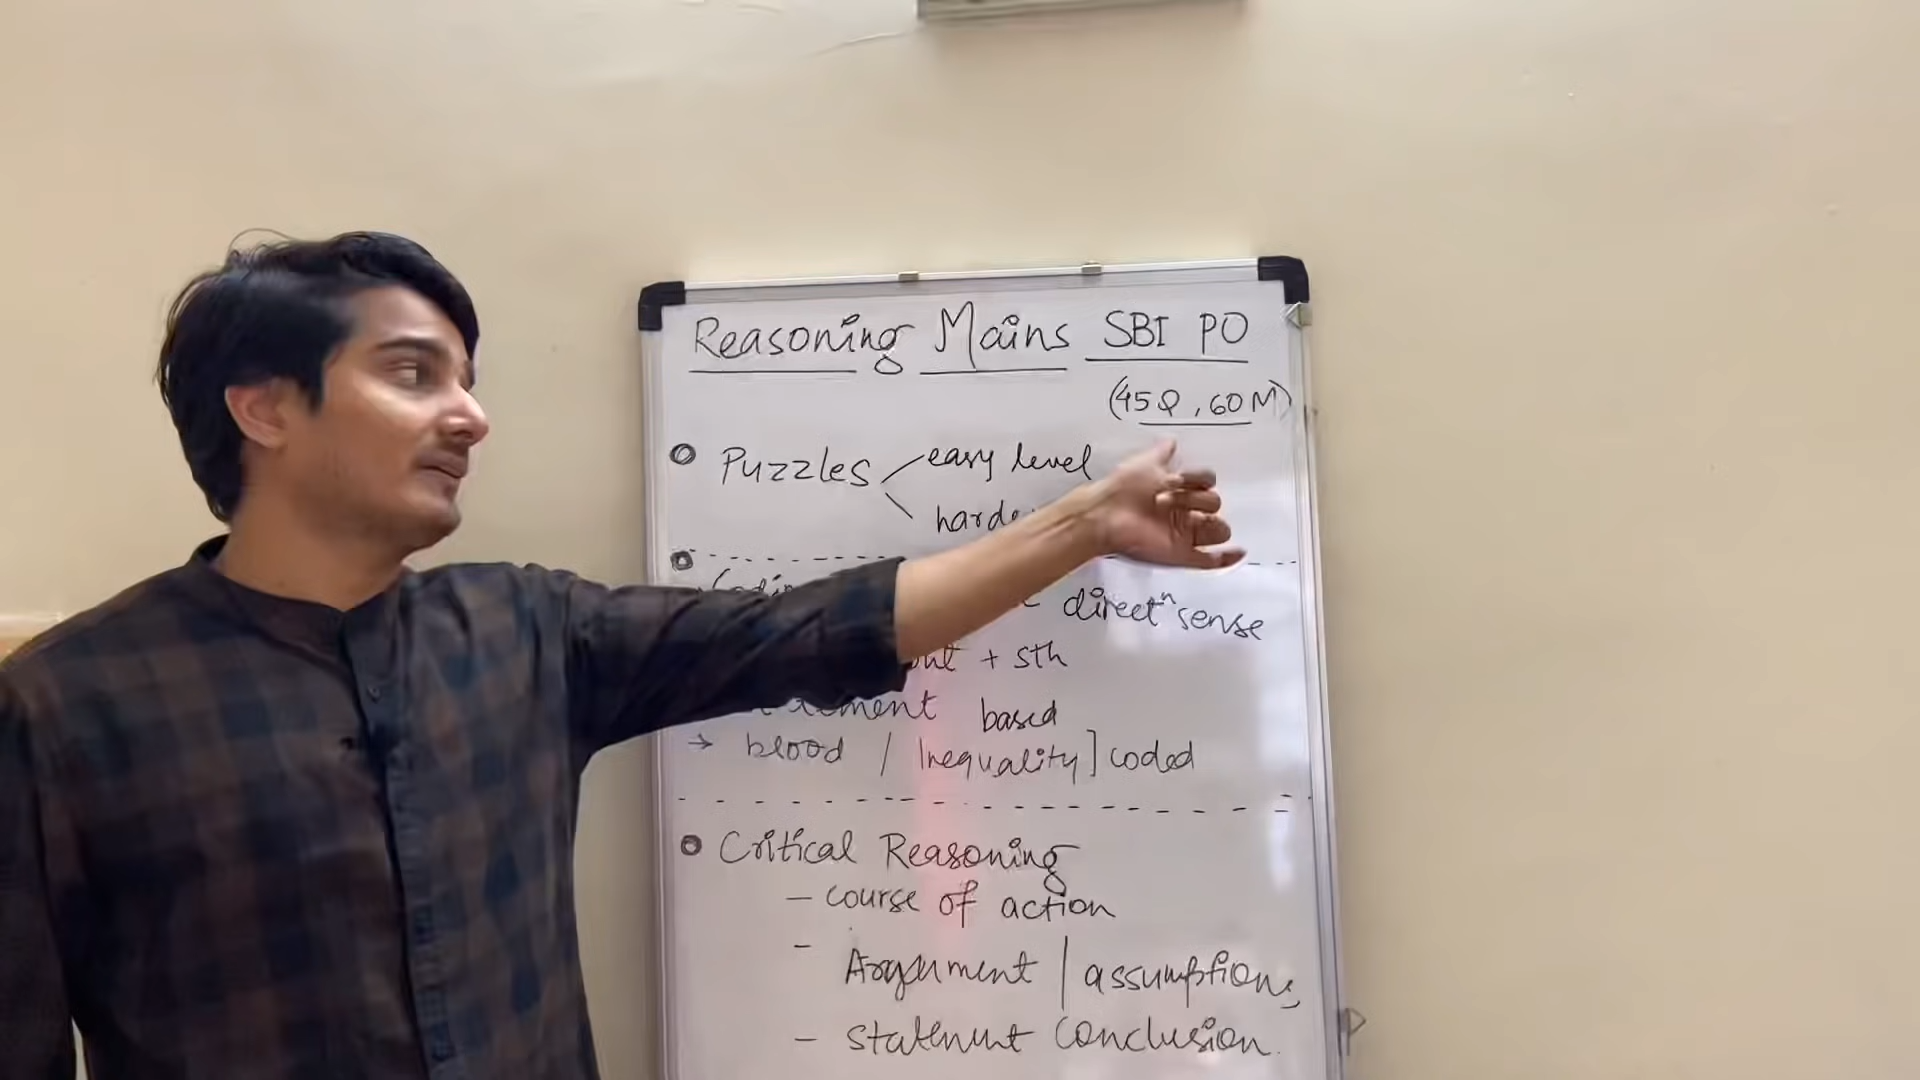 Reasoning Mains SBI PO
(45Q, 60M)
Puzzles
easy level
direct^n sense
+ sth
based
→ blood / Inequality] coded
Critical Reasoning
– course of action
– Argument / assumptions,
– statement conclusion.